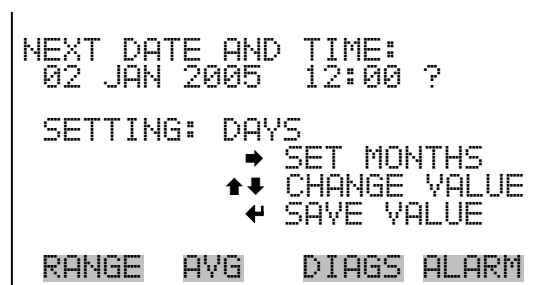 NEXT DATE AND TIME:
02 JAN 2005 12:00 ?
SETTING: DAYS
➡ SET MONTHS
⬆⬇ CHANGE VALUE
↵ SAVE VALUE
RANGE AVG DIAGS ALARM